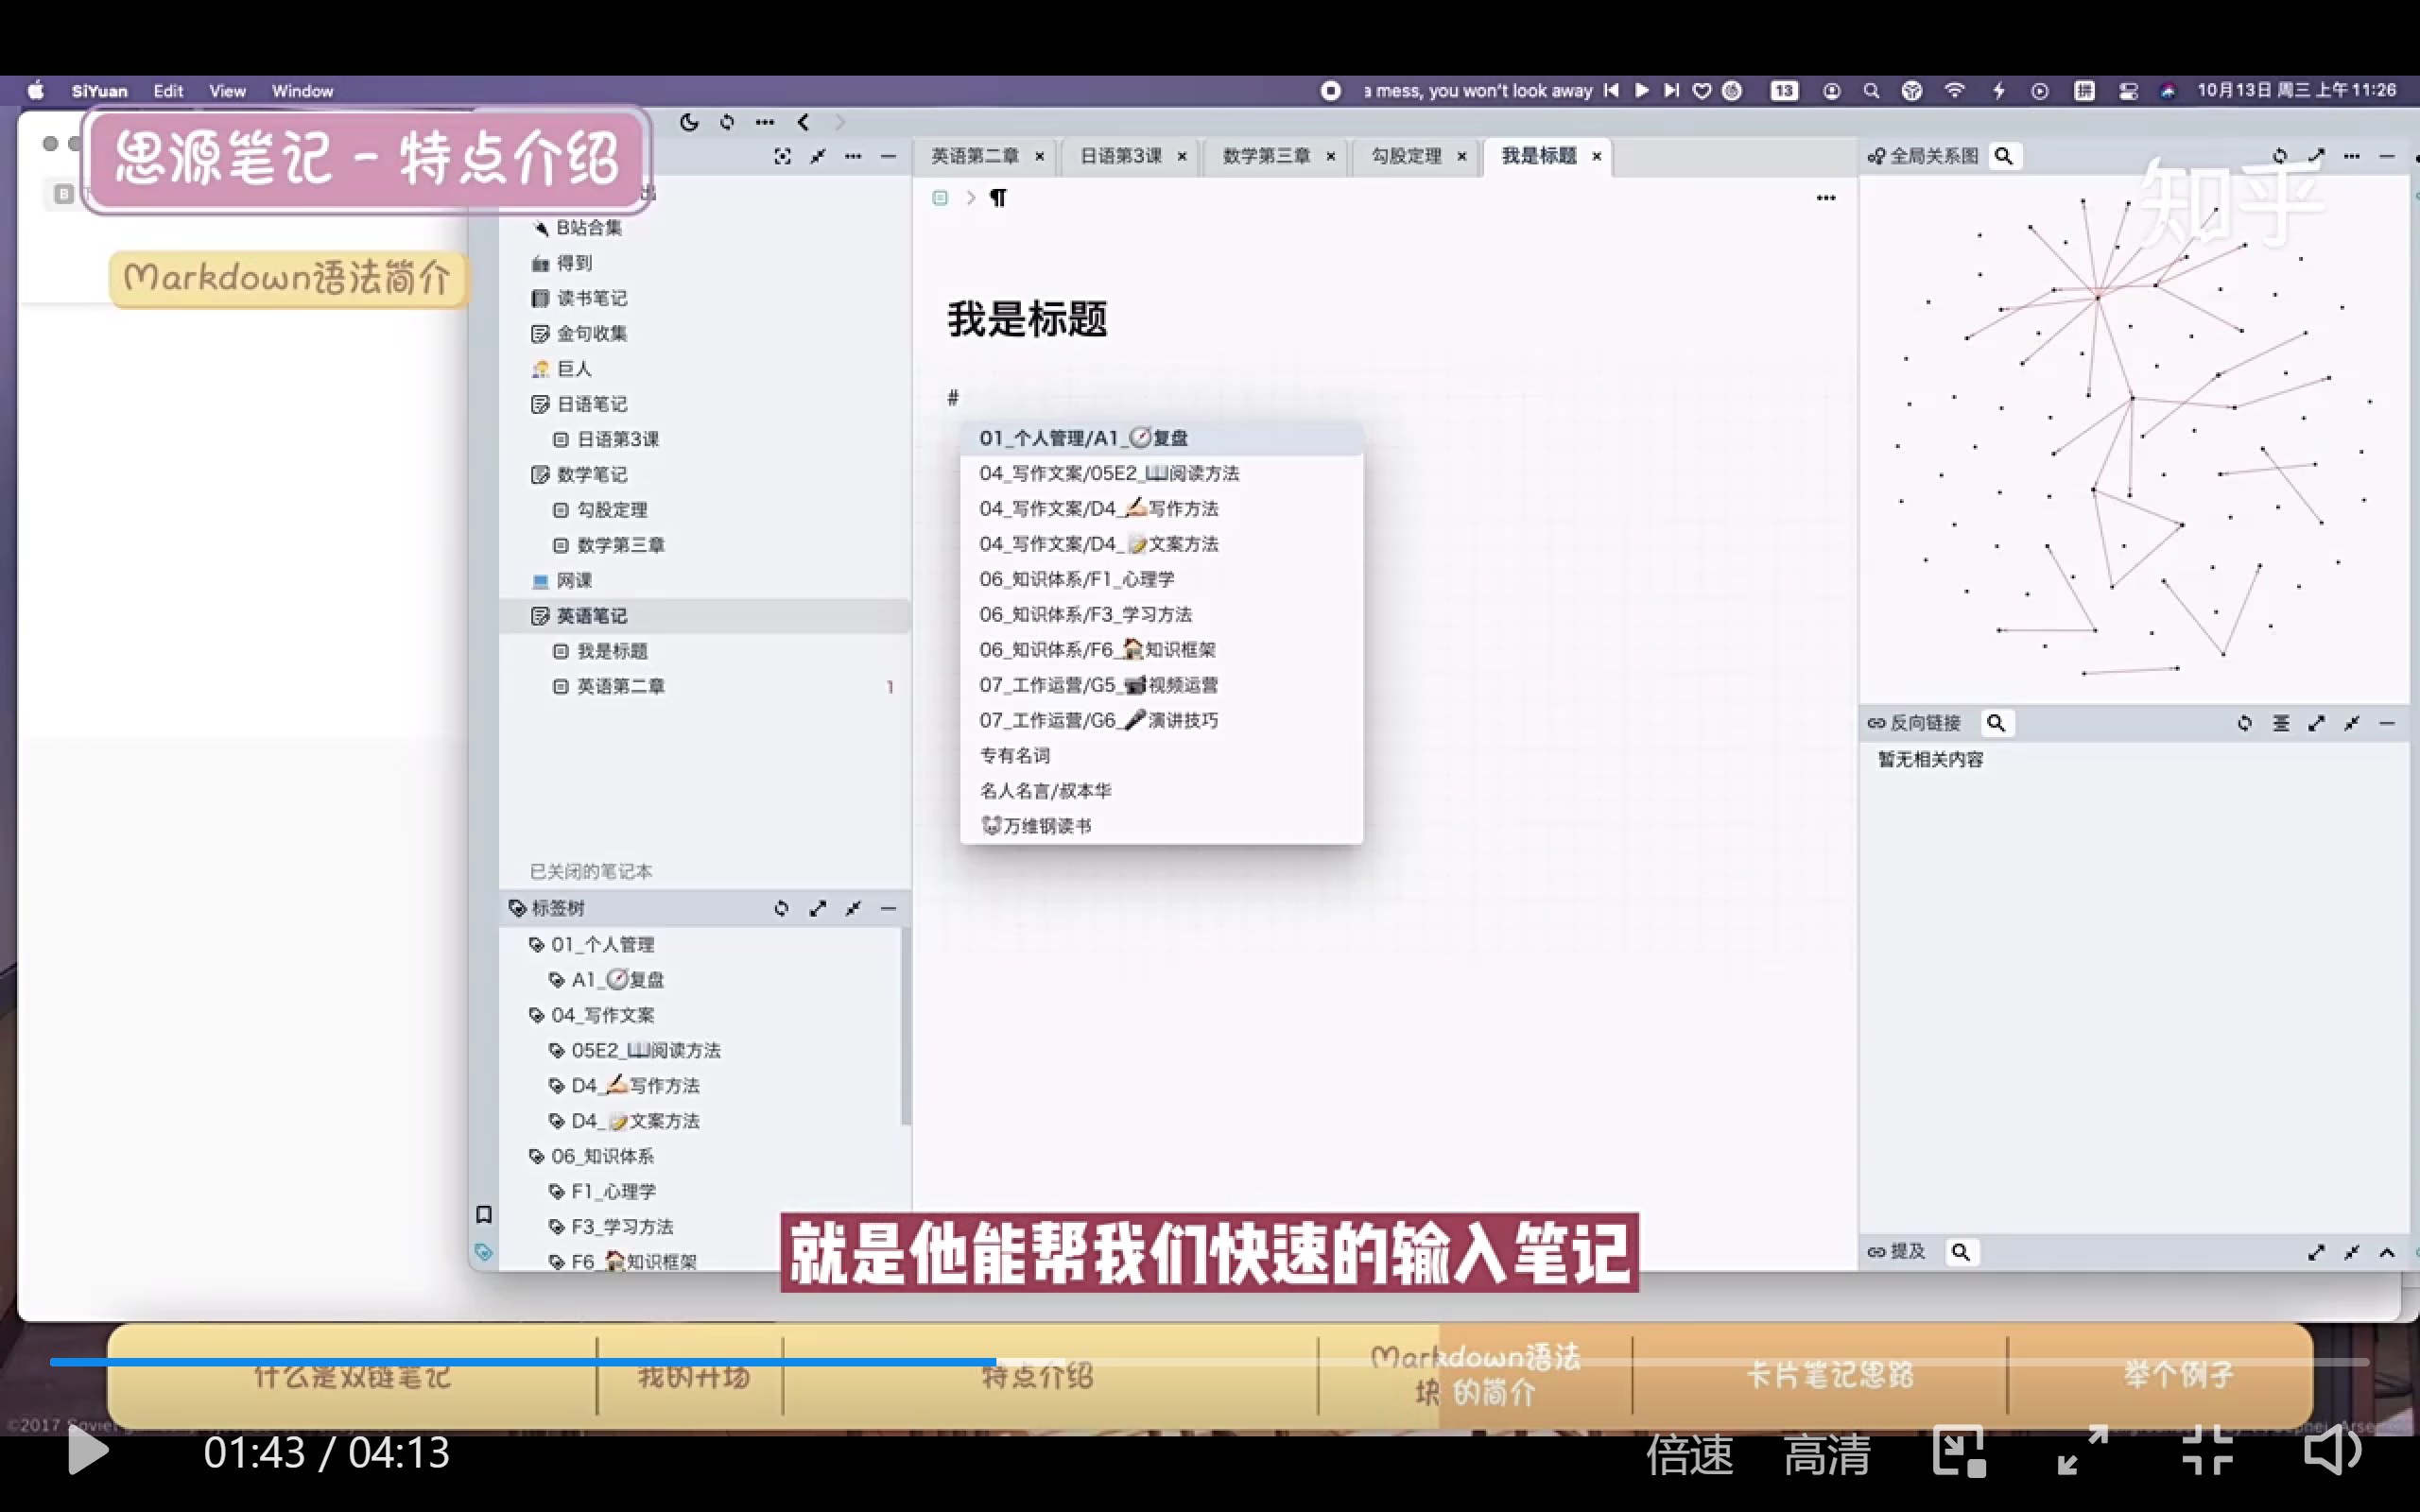 SiYuan Edit View Window
a mess, you won't look away
13
拼
10月13日 周三 上午11:26
思源笔记 - 特点介绍
Markdown语法简介
B站合集
得到
读书笔记
金句收集
巨人
日语笔记
日语第3课
数学笔记
勾股定理
数学第三章
网课
英语笔记
我是标题
英语第二章 1
已关闭的笔记本
标签树
01_个人管理
A1_复盘
04_写作文案
05E2_阅读方法
D4_写作方法
D4_文案方法
06_知识体系
F1_心理学
F3_学习方法
F6_知识框架
英语第二章 × 日语第3课 × 数学第三章 × 勾股定理 × 我是标题 ×
我是标题
#
01_个人管理/A1_复盘
04_写作文案/05E2_阅读方法
04_写作文案/D4_写作方法
04_写作文案/D4_文案方法
06_知识体系/F1_心理学
06_知识体系/F3_学习方法
06_知识体系/F6_知识框架
07_工作运营/G5_视频运营
07_工作运营/G6_演讲技巧
专有名词
名人名言/叔本华
万维钢读书
全局关系图
知乎
反向链接
暂无相关内容
提及
就是他能帮我们快速的输入笔记
什么是双链笔记 我的开场 特点介绍 Markdown语法 卡片笔记思路 举个例子
块 的简介
©2017
01:43 / 04:13 倍速 高清